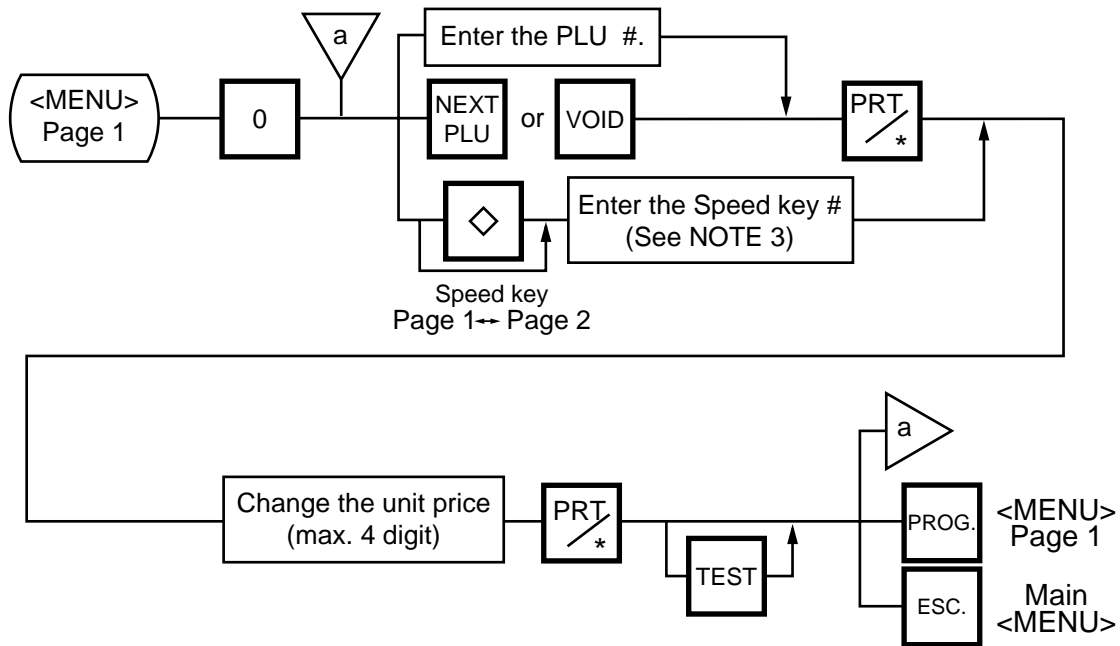 a
Enter the PLU #.
<MENU>
Page 1
0
NEXT
PLU
or
VOID
PRT
*
Enter the Speed key #
(See NOTE 3)
Speed key
Page 1↔ Page 2
a
Change the unit price
(max. 4 digit)
PRT
*
TEST
PROG.
<MENU>
Page 1
ESC.
Main
<MENU>